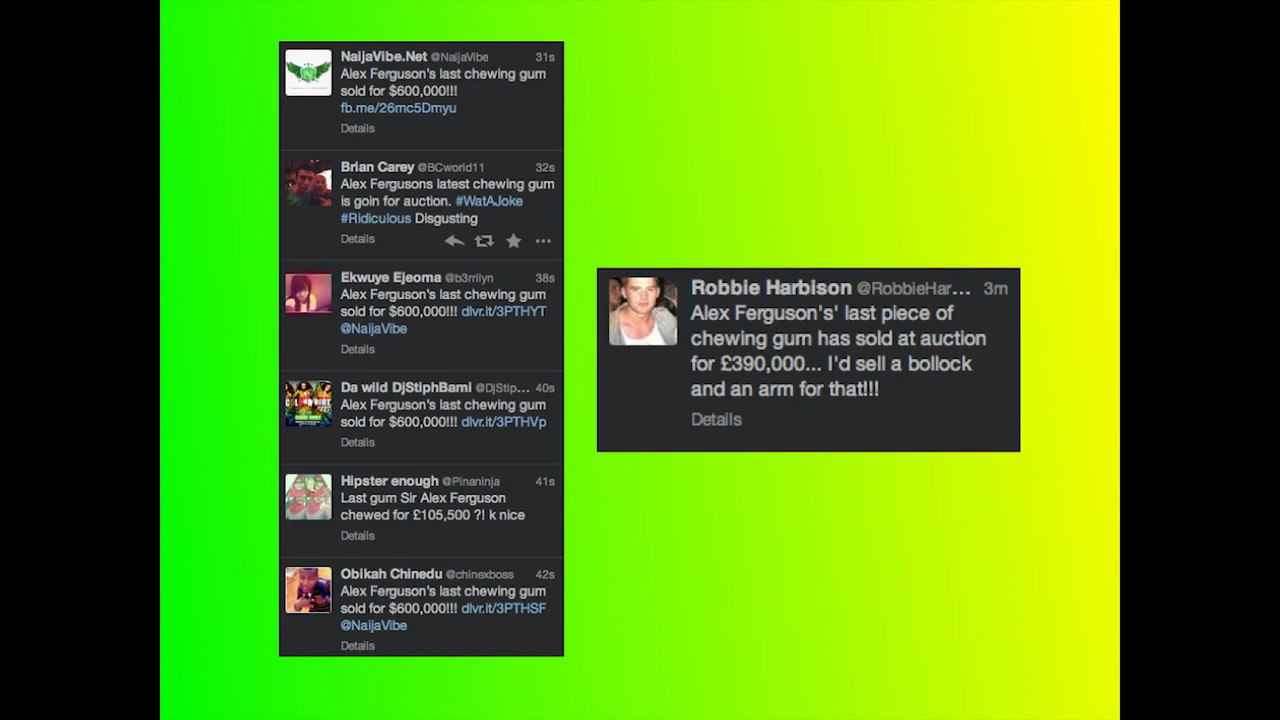 NaijaVibe.Net @NaijaVibe 31s
Alex Ferguson's last chewing gum
sold for $600,000!!!
fb.me/26mc5Dmyu
Details
Brian Carey @BCworld11 32s
Alex Fergusons latest chewing gum
is goin for auction. #WatAJoke
#Ridiculous Disgusting
Details
Ekwuye Ejeoma @b3rrilyn 38s
Alex Ferguson's last chewing gum
sold for $600,000!!! dlvr.it/3PTHYT
@NaijaVibe
Details
Da wild DjStiphBami @DjStip... 40s
Alex Ferguson's last chewing gum
sold for $600,000!!! dlvr.it/3PTHVp
Details
Hipster enough @Pinaninja 41s
Last gum Sir Alex Ferguson
chewed for £105,500 ?! k nice
Details
Obikah Chinedu @chinexboss 42s
Alex Ferguson's last chewing gum
sold for $600,000!!! dlvr.it/3PTHSF
@NaijaVibe
Details
Robbie Harbison @RobbieHar... 3m
Alex Ferguson's' last piece of
chewing gum has sold at auction
for £390,000... I'd sell a bollock
and an arm for that!!!
Details